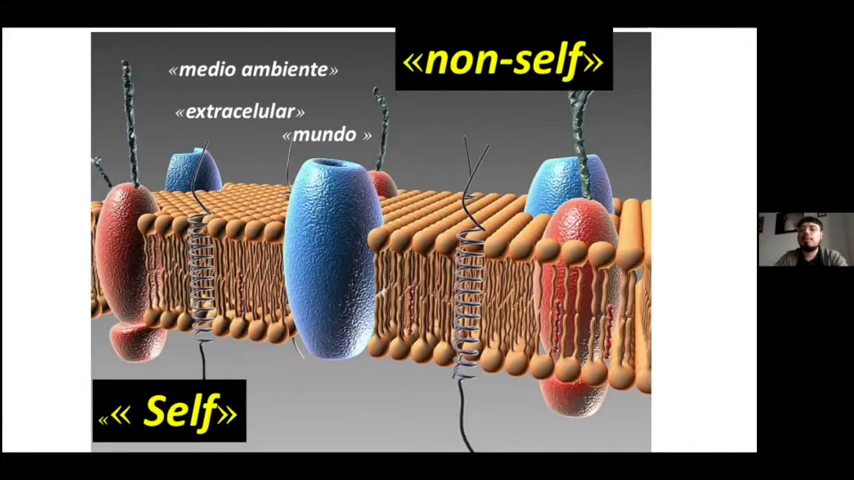 «non-self»
«medio ambiente»
«extracelular»
«mundo »
«« Self»